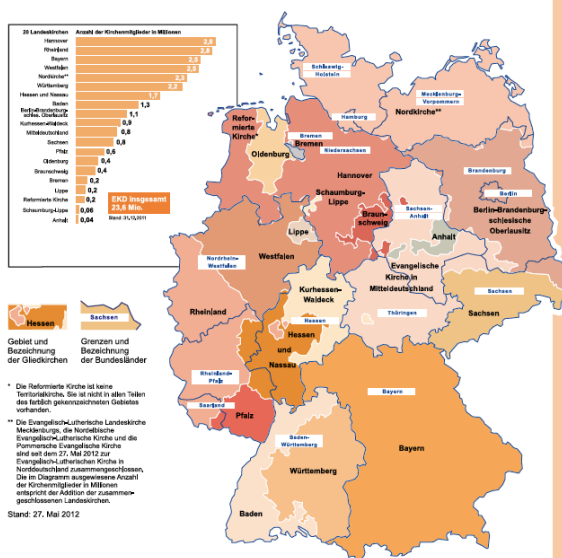 20 Landeskirchen Anzahl der Kirchenmitglieder in Millionen
Hannover 2,8
Rheinland 2,8
Bayern 2,5
Westfalen 2,5
Nordkirche** 2,3
Württemberg 2,2
Hessen und Nassau 1,7
Baden 1,3
Berlin-Brandenburg-schles. Oberlausitz 1,1
Kurhessen-Waldeck 0,9
Mitteldeutschland 0,8
Sachsen 0,8
Pfalz 0,6
Oldenburg 0,4
Braunschweig 0,4
Bremen 0,2
Lippe 0,2
Reformierte Kirche 0,2
Schaumburg-Lippe 0,06
Anhalt 0,04
EKD insgesamt
23,6 Mio.
Stand: 31.12.2011
Schleswig-
Holstein
Mecklenburg-
Vorpommern
Nordkirche**
Hamburg
Refor-
mierte
Kirche*
Oldenburg
Bremen
Bremen
Niedersachsen
Hannover
Schaumburg-
Lippe
Braun-
schweig
Brandenburg
Berlin
Berlin-Brandenburg-
schlesische
Oberlausitz
Sachsen-
Anhalt
Anhalt
Lippe
Westfalen
Nordrhein-
Westfalen
Rheinland
Kurhessen-
Waldeck
Evangelische
Kirche in
Mitteldeutschland
Thüringen
Sachsen
Sachsen
Hessen
Hessen
und
Nassau
Rheinland-
Pfalz
Saarland
Pfalz
Bayern
Bayern
Baden-
Württemberg
Württemberg
Baden
Hessen
Sachsen
Gebiet und
Bezeichnung
der Gliedkirchen
Grenzen und
Bezeichnung
der Bundesländer
* Die Reformierte Kirche ist keine
Territorialkirche. Sie ist nicht in allen Teilen
des farblich gekennzeichneten Gebietes
vorhanden.
** Die Evangelisch-Lutherische Landeskirche
Mecklenburgs, die Nordelbische
Evangelisch-Lutherische Kirche und die
Pommersche Evangelische Kirche
sind seit dem 27. Mai 2012 zur
Evangelisch-Lutherischen Kirche in
Norddeutschland zusammengeschlossen.
Die im Diagramm ausgewiesene Anzahl
der Kirchenmitglieder in Millionen
entspricht der Addition der zusammen-
geschlossenen Landeskirchen.
Stand: 27. Mai 2012